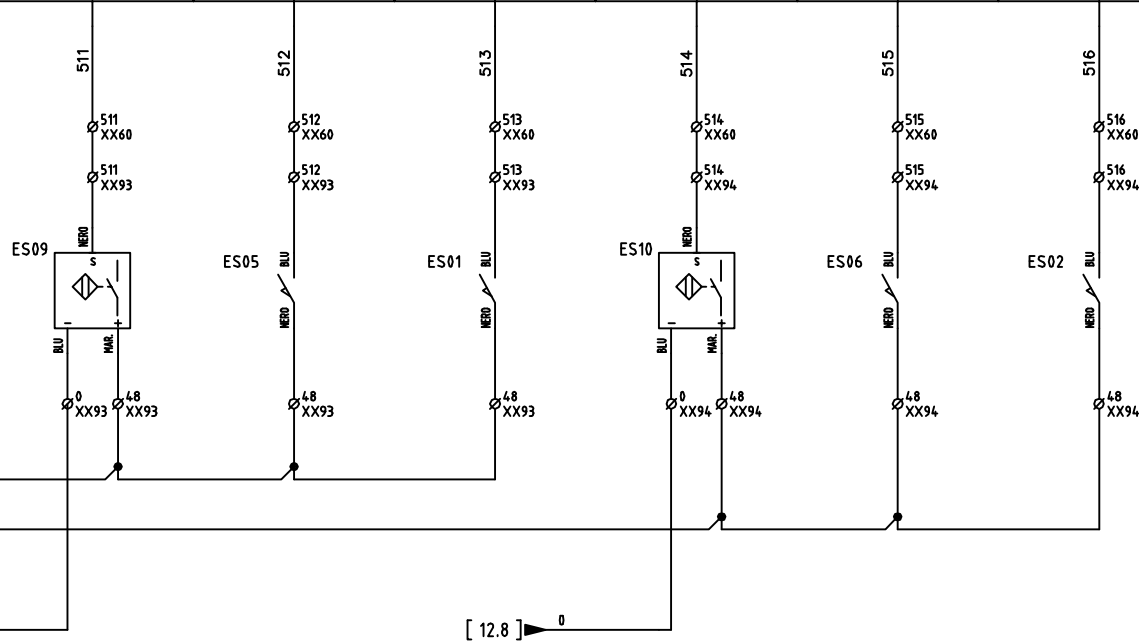 511
512
513
514
515
516
511
XX60
512
XX60
513
XX60
514
XX60
515
XX60
516
XX60
511
XX93
512
XX93
513
XX93
514
XX94
515
XX94
516
XX94
NERO
BLU
BLU
NERO
BLU
BLU
ES09
S
ES05
ES01
ES10
S
ES06
ES02
- +
NERO
NERO
- +
NERO
NERO
BLU
MAR.
BLU
MAR.
0
XX93
48
XX93
48
XX93
48
XX93
0
XX94
48
XX94
48
XX94
48
XX94
[ 12.8 ] 0